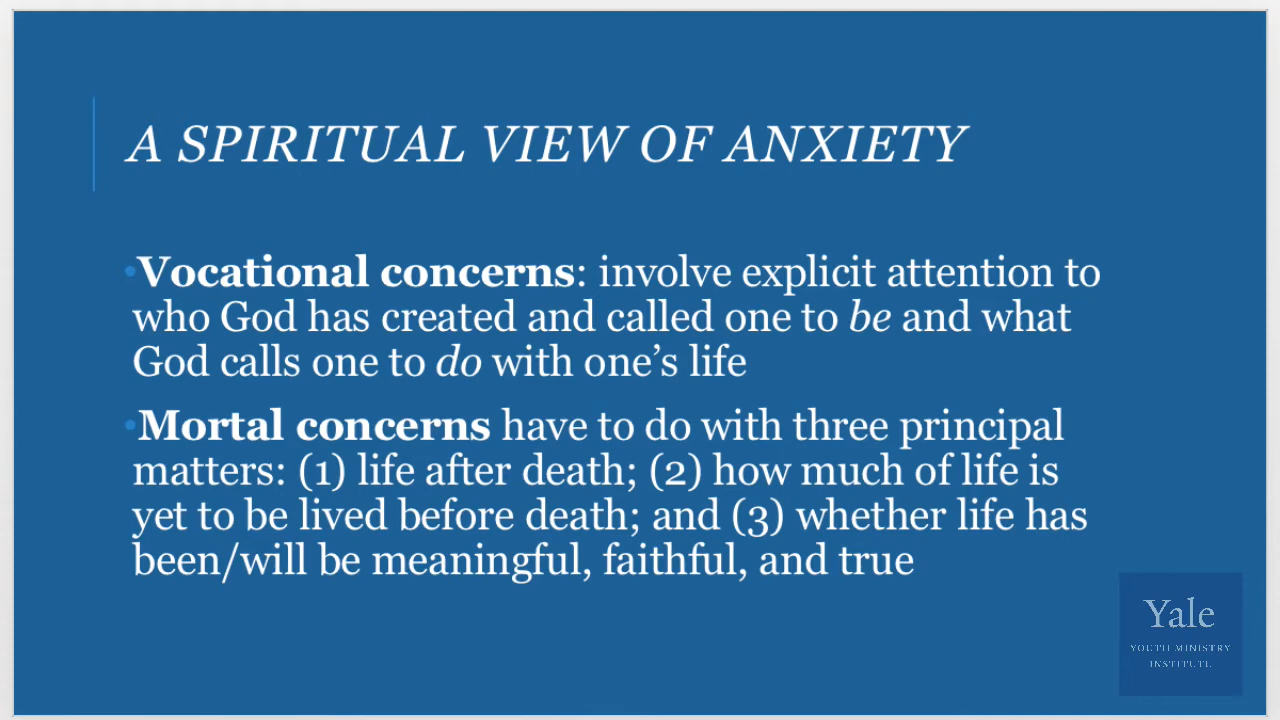 A SPIRITUAL VIEW OF ANXIETY
•Vocational concerns: involve explicit attention to
who God has created and called one to be and what
God calls one to do with one’s life
•Mortal concerns have to do with three principal
matters: (1) life after death; (2) how much of life is
yet to be lived before death; and (3) whether life has
been/will be meaningful, faithful, and true
Yale
YOUTH MINISTRY
INSTITUTE